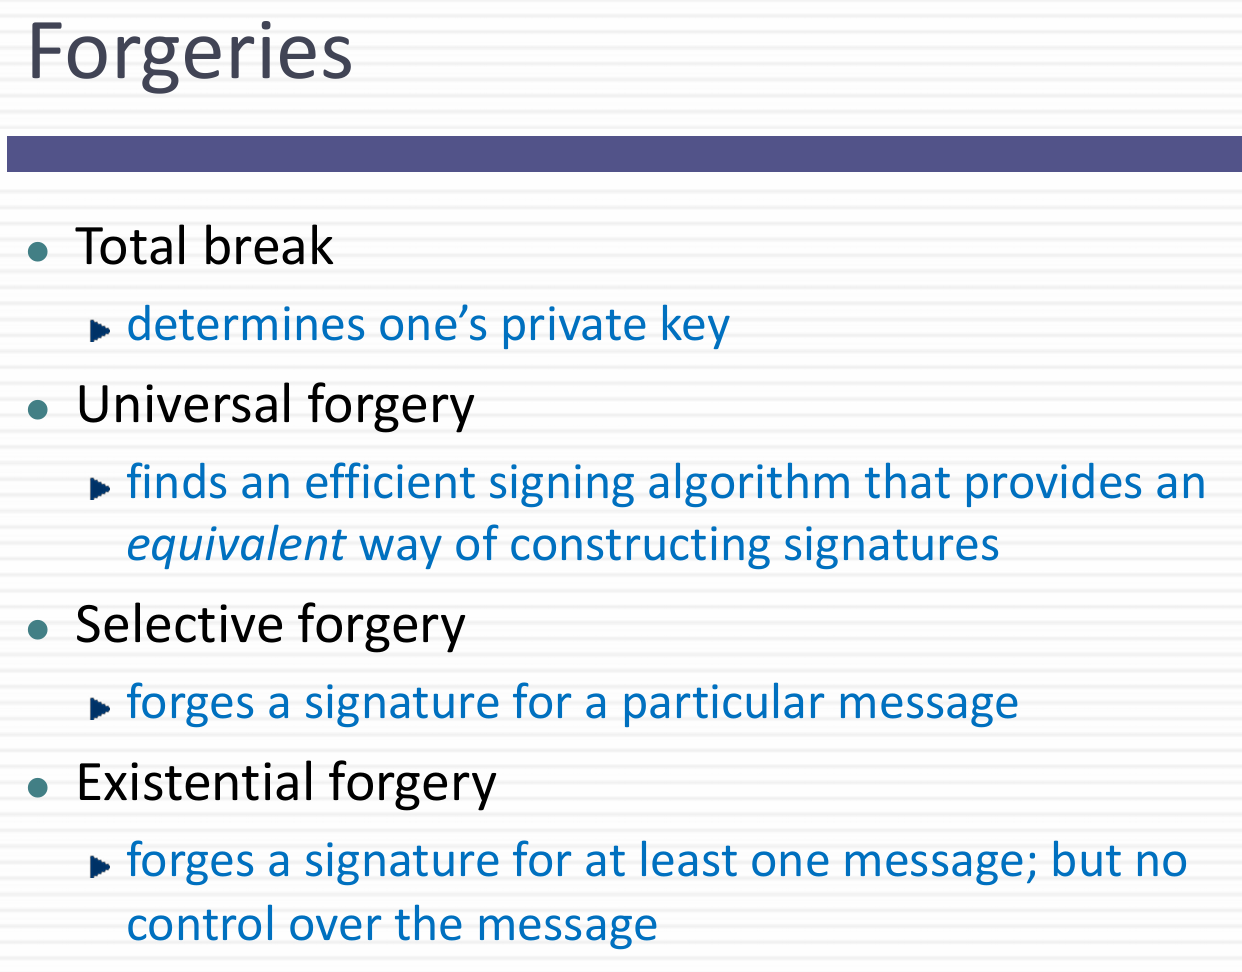 Forgeries
Total break
determines one’s private key
Universal forgery
finds an efficient signing algorithm that provides an
equivalent way of constructing signatures
Selective forgery
forges a signature for a particular message
Existential forgery
forges a signature for at least one message; but no
control over the message